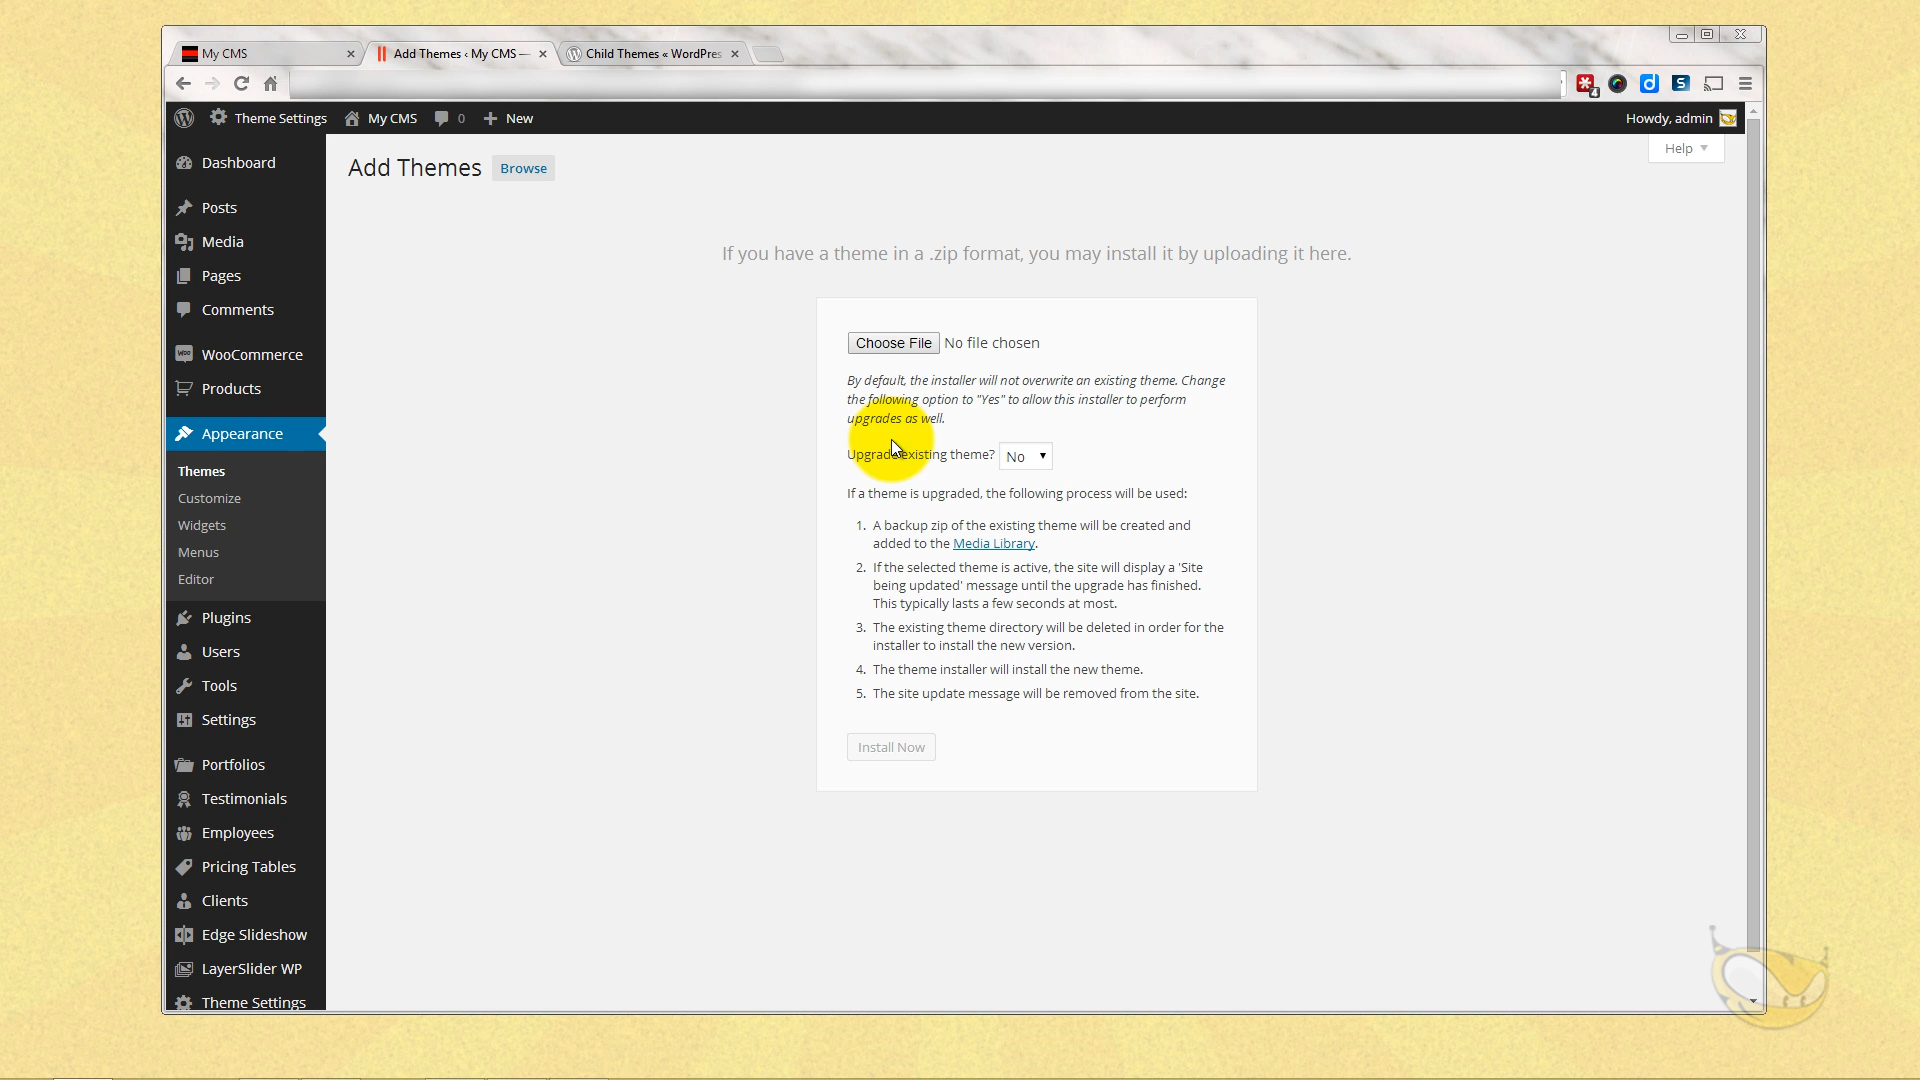 My CMS
Add Themes ‹ My CMS —
Child Themes « WordPres
4
d
S
Theme Settings
My CMS
0
New
Howdy, admin
Dashboard
Posts
Media
Pages
Comments
WOO
WooCommerce
Products
Appearance
Themes
Customize
Widgets
Menus
Editor
Plugins
Users
Tools
Settings
Portfolios
Testimonials
Employees
Pricing Tables
Clients
Edge Slideshow
LayerSlider WP
Theme Settings
Help
Add Themes
Browse
If you have a theme in a .zip format, you may install it by uploading it here.
Choose File No file chosen
By default, the installer will not overwrite an existing theme. Change
the following option to "Yes" to allow this installer to perform
upgrades as well.
Upgrade existing theme? No
If a theme is upgraded, the following process will be used:
1. A backup zip of the existing theme will be created and
added to the Media Library.
2. If the selected theme is active, the site will display a 'Site
being updated' message until the upgrade has finished.
This typically lasts a few seconds at most.
3. The existing theme directory will be deleted in order for the
installer to install the new version.
4. The theme installer will install the new theme.
5. The site update message will be removed from the site.
Install Now